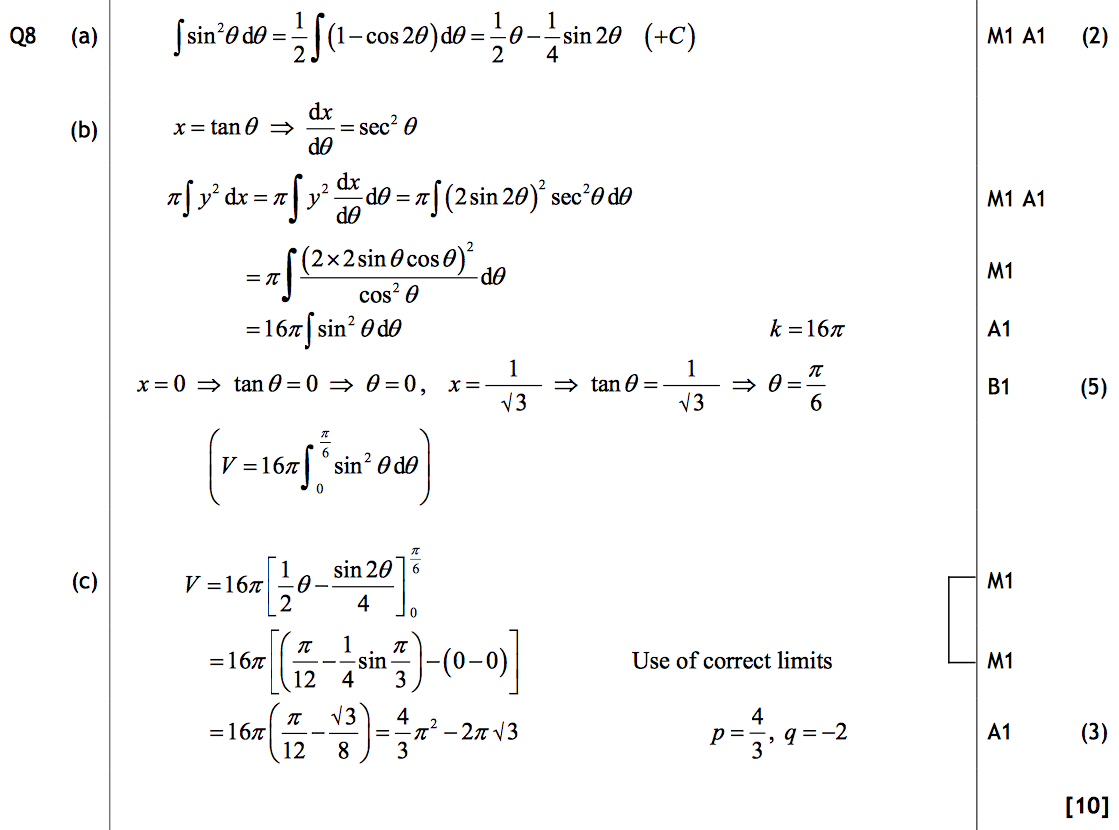 Q8 (a) ∫sin²θ dθ = 1/2 ∫(1−cos 2θ) dθ = 1/2 θ − 1/4 sin 2θ (+C) M1 A1 (2)
(b) x = tan θ ⇒ dx/dθ = sec² θ
π∫ y² dx = π∫ y² dx/dθ dθ = π∫(2 sin 2θ)² sec²θ dθ M1 A1
= π∫ (2×2 sin θ cos θ)²/cos² θ dθ M1
= 16π∫ sin² θ dθ k = 16π A1
x = 0 ⇒ tan θ = 0 ⇒ θ = 0, x = 1/√3 ⇒ tan θ = 1/√3 ⇒ θ = π/6 B1 (5)
(V = 16π∫₀^(π/6) sin² θ dθ)
(c) V = 16π[1/2 θ − sin 2θ/4]₀^(π/6) M1
= 16π[(π/12 − 1/4 sin π/3) − (0−0)] Use of correct limits M1
= 16π(π/12 − √3/8) = 4/3 π² − 2π√3 p = 4/3, q = −2 A1 (3)
[10]